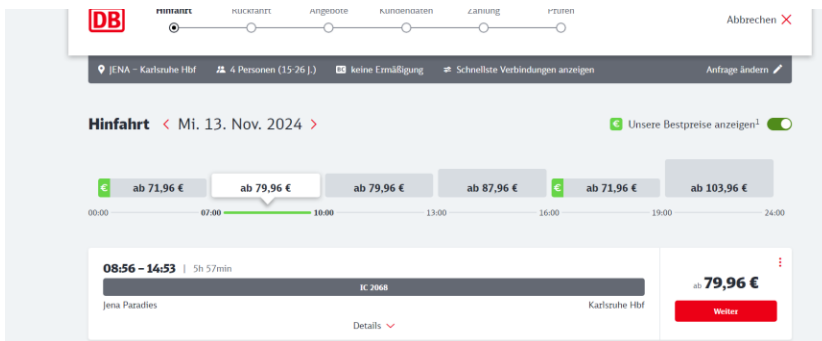 DB
Hinfahrt Rückfahrt Angebote Kundendaten Zahlung Prüfen
Abbrechen
JENA – Karlsruhe Hbf 4 Personen (15-26 J.) BC keine Ermäßigung Schnellste Verbindungen anzeigen Anfrage ändern
Hinfahrt Mi. 13. Nov. 2024 € Unsere Bestpreise anzeigen¹
€ ab 71,96 € ab 79,96 € ab 79,96 € ab 87,96 € € ab 71,96 € ab 103,96 €
00:00 07:00 10:00 13:00 16:00 19:00 24:00
08:56 – 14:53 | 5h 57min
IC 2068
ab 79,96 €
Jena Paradies Karlsruhe Hbf
Weiter
Details